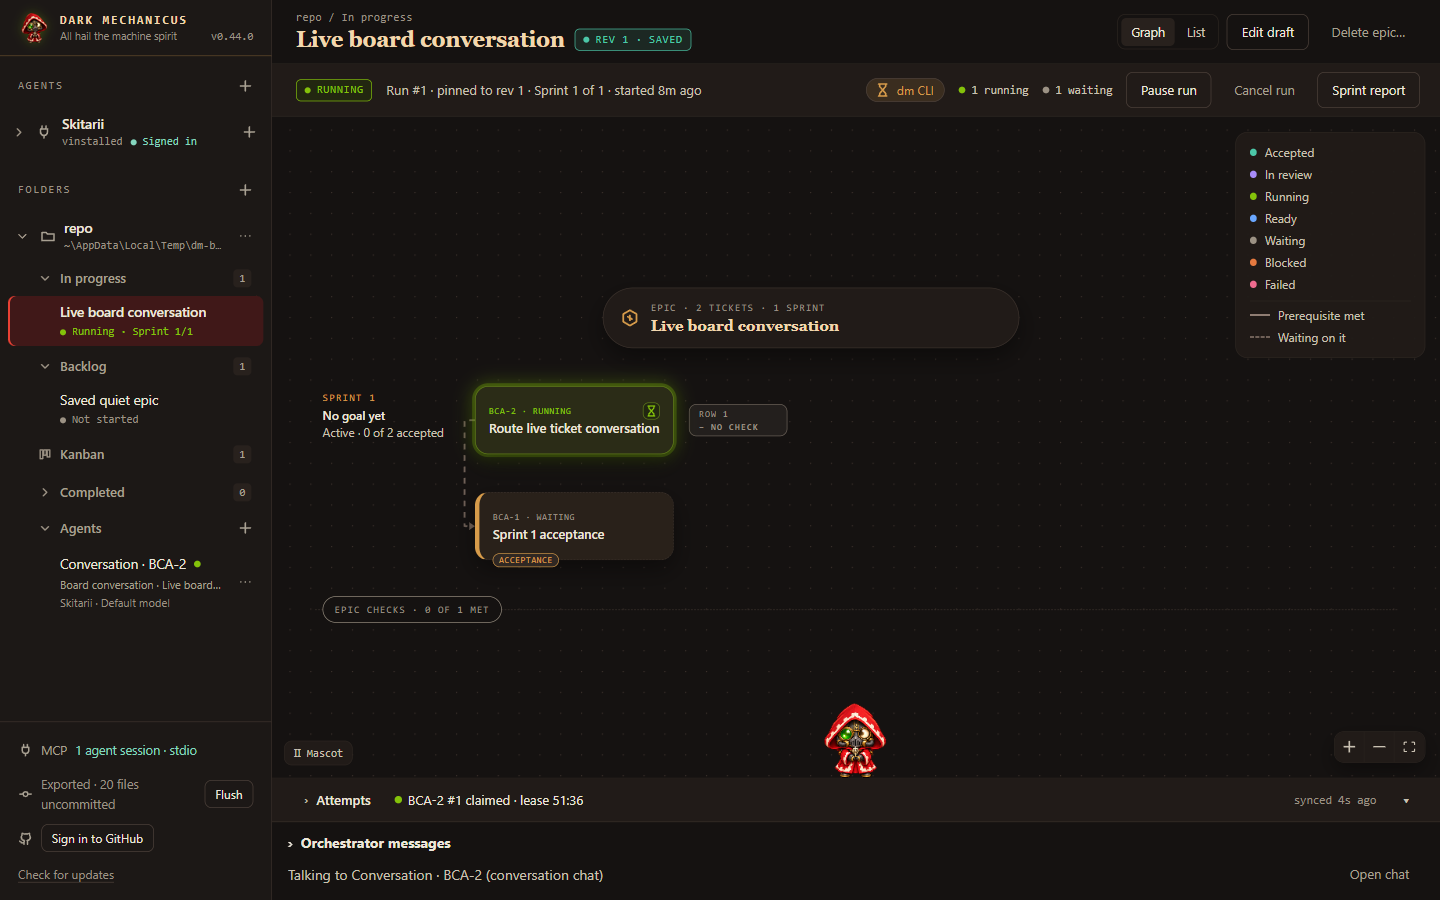 DARK MECHANICUS
All hail the machine spirit v0.44.0
AGENTS
Skitarii
vinstalled Signed in
FOLDERS
repo
~\AppData\Local\Temp\dm-b…
In progress 1
Live board conversation
Running · Sprint 1/1
Backlog 1
Saved quiet epic
Not started
Kanban 1
Completed 0
Agents
Conversation · BCA-2
Board conversation · Live board…
Skitarii · Default model
MCP 1 agent session · stdio
Exported · 20 files
uncommitted
Flush
Sign in to GitHub
Check for updates
repo / In progress
Live board conversation
REV 1 · SAVED
Graph
List
Edit draft
Delete epic…
RUNNING
Run #1 · pinned to rev 1 · Sprint 1 of 1 · started 8m ago
dm CLI
1 running
1 waiting
Pause run
Cancel run
Sprint report
Accepted
In review
Running
Ready
Waiting
Blocked
Failed
Prerequisite met
Waiting on it
EPIC · 2 TICKETS · 1 SPRINT
Live board conversation
SPRINT 1
No goal yet
Active · 0 of 2 accepted
BCA-2 · RUNNING
Route live ticket conversation
ROW 1
– NO CHECK
BCA-1 · WAITING
Sprint 1 acceptance
ACCEPTANCE
EPIC CHECKS · 0 OF 1 MET
Mascot
Attempts
BCA-2 #1 claimed · lease 51:36
synced 4s ago
Orchestrator messages
Talking to Conversation · BCA-2 (conversation chat)
Open chat